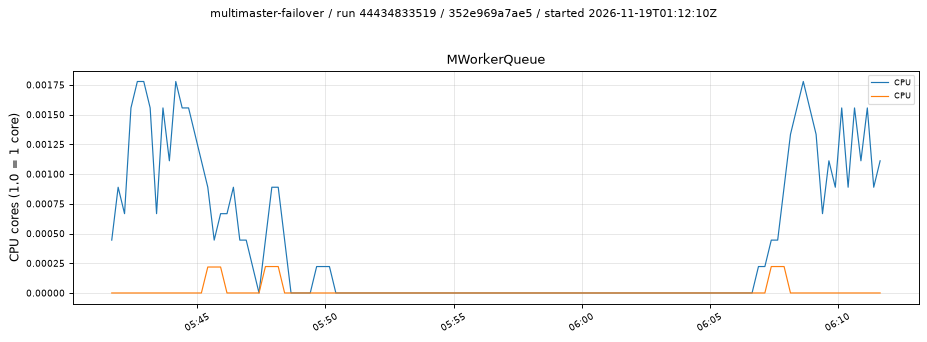 multimaster-failover / run 44434833519 / 352e969a7ae5 / started 2026-11-19T01:12:10Z
MWorkerQueue
CPU cores (1.0 = 1 core)
0.00175
0.00150
0.00125
0.00100
0.00075
0.00050
0.00025
0.00000
CPU
CPU
05:45
05:50
05:55
06:00
06:05
06:10